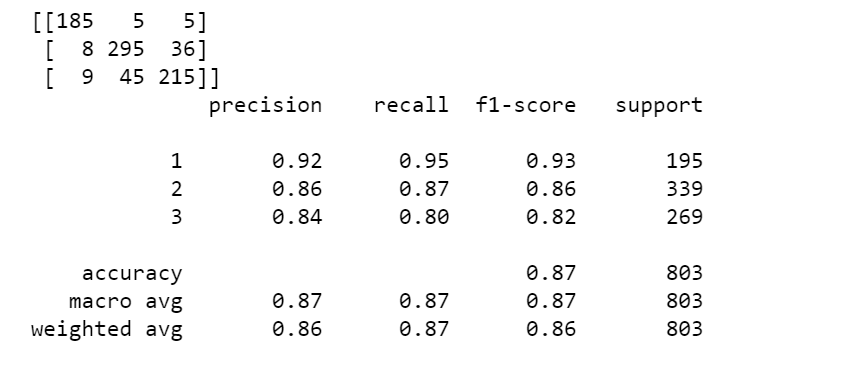 [[185   5   5]
 [  8 295  36]
 [  9  45 215]]
              precision    recall  f1-score   support

           1       0.92      0.95      0.93       195
           2       0.86      0.87      0.86       339
           3       0.84      0.80      0.82       269

    accuracy                           0.87       803
   macro avg       0.87      0.87      0.87       803
weighted avg       0.86      0.87      0.86       803